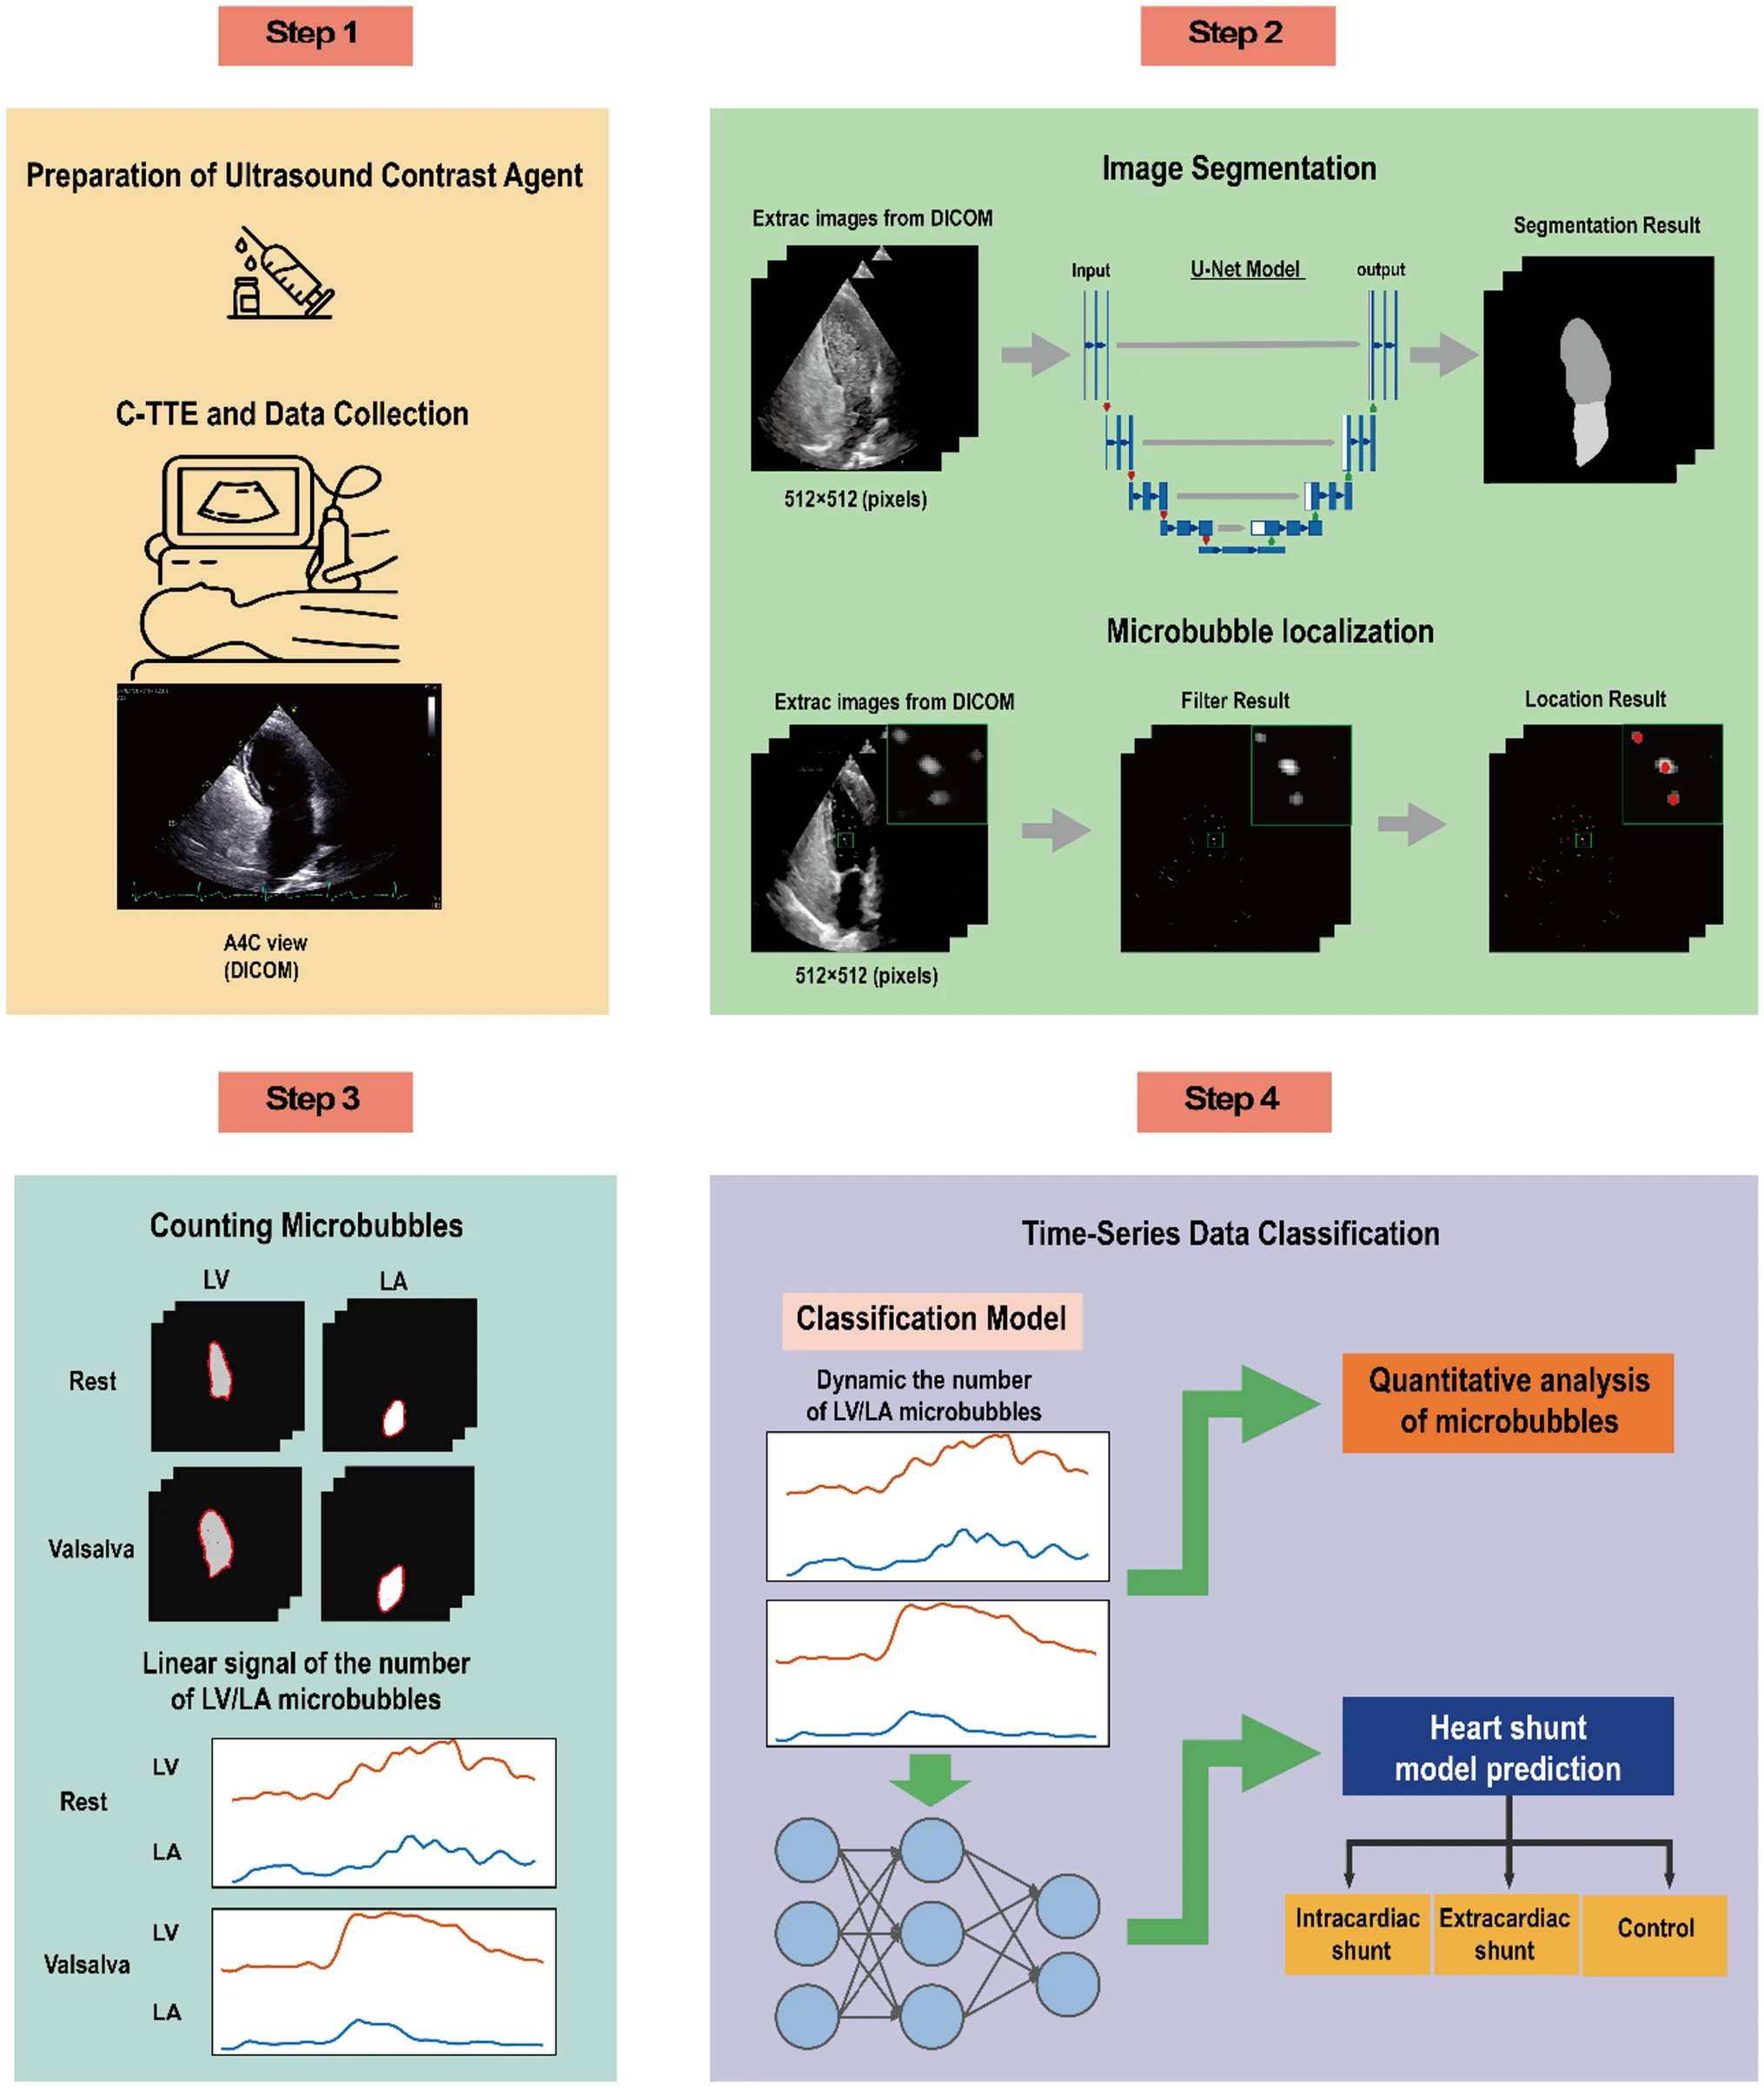 Step 1
Preparation of Ultrasound Contrast Agent
C-TTE and Data Collection
A4C view
(DICOM)
Step 2
Image Segmentation
Extrac images from DICOM
512×512 (pixels)
Input
U-Net Model
output
Segmentation Result
Microbubble localization
Extrac images from DICOM
Filter Result
Location Result
512×512 (pixels)
Step 3
Counting Microbubbles
LV
LA
Rest
Valsalva
Linear signal of the number
of LV/LA microbubbles
LV
Rest
LA
LV
Valsalva
LA
Step 4
Time-Series Data Classification
Classification Model
Dynamic the number
of LV/LA microbubbles
Quantitative analysis
of microbubbles
Heart shunt
model prediction
Intracardiac
shunt
Extracardiac
shunt
Control